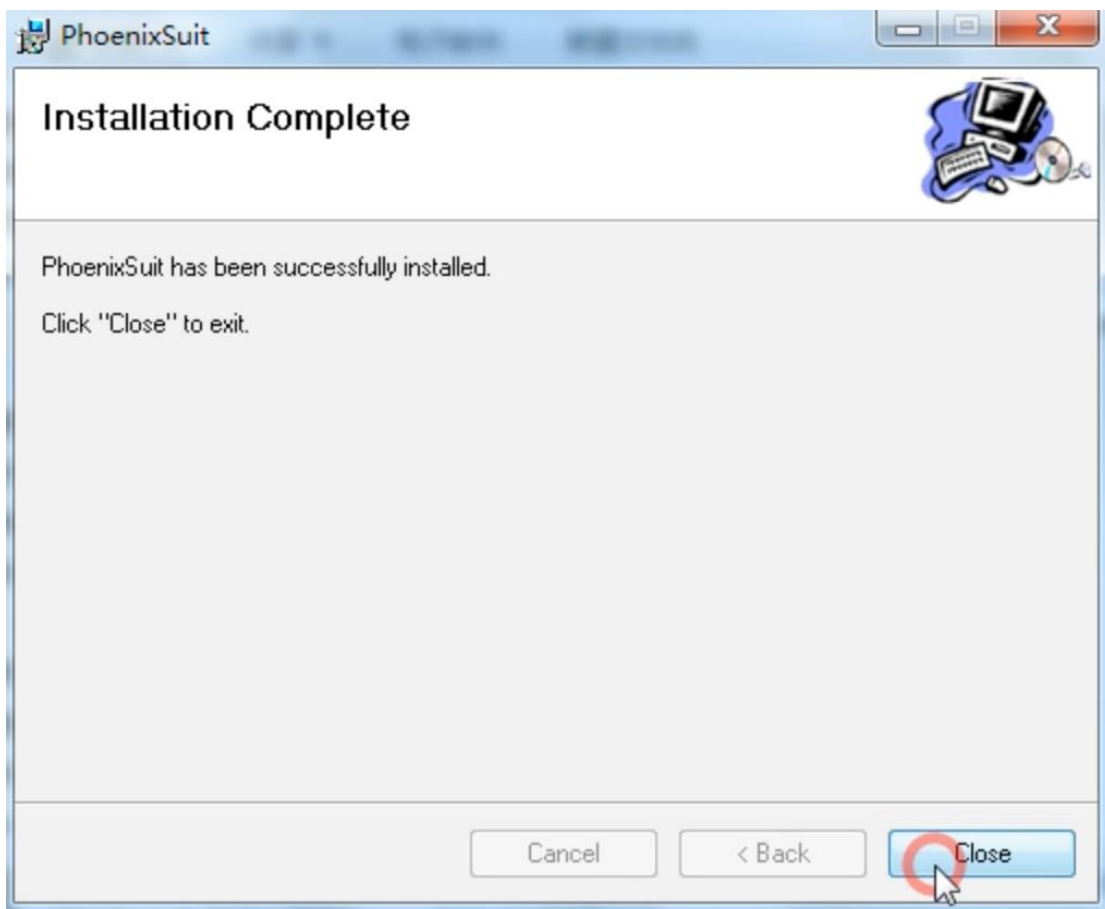 PhoenixSuit
Installation Complete
PhoenixSuit has been successfully installed.
Click "Close" to exit.
Cancel
< Back
Close